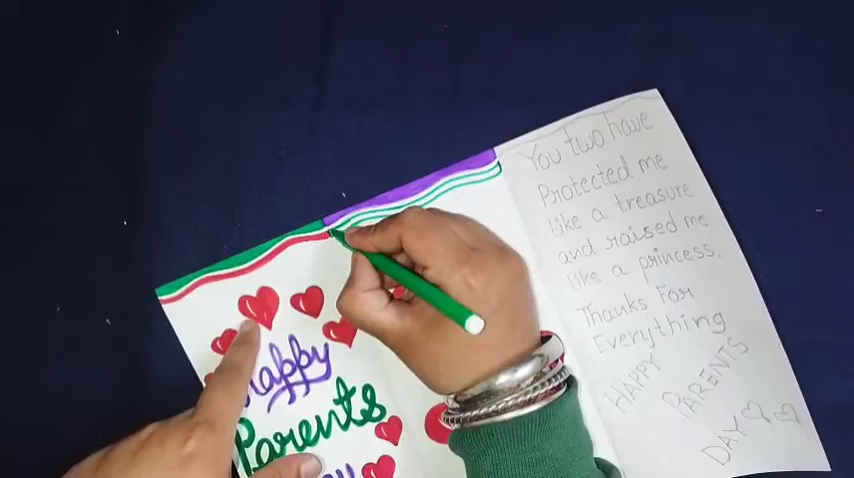 happy
Parents
You two have
Protected me
like a treasure
and raised me
like a princess.
Thanks For
Everything
HAPPY
PARENTS
DAY